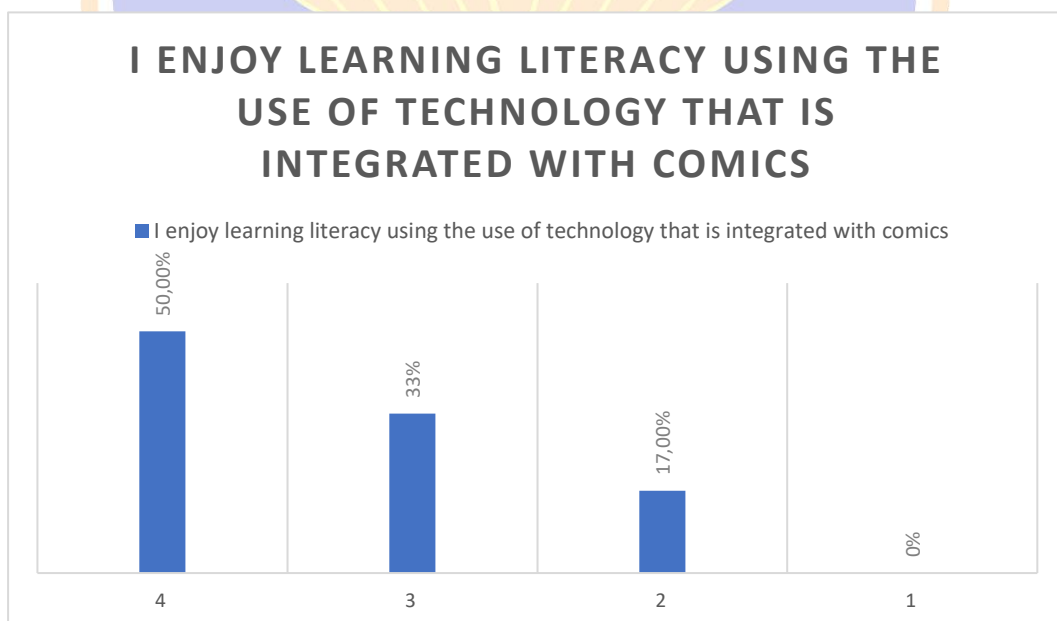 I ENJOY LEARNING LITERACY USING THE
USE OF TECHNOLOGY THAT IS
INTEGRATED WITH COMICS
I enjoy learning literacy using the use of technology that is integrated with comics
50,00%
33%
17,00%
0%
4
3
2
1